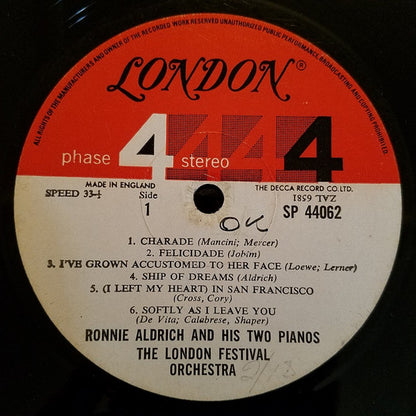 ALL RIGHTS OF THE MANUFACTURERS AND OWNER OF THE RECORDED WORK RESERVED UNAUTHORIZED PUBLIC PERFORMANCE BROADCASTING AND COPYING PROHIBITED
LONDON®
phase 4 stereo 4 4 4
MADE IN ENGLAND
THE DECCA RECORD CO LTD.
SPEED 33⅓
Side
1
1859 TVZ
SP 44062
OK
1. CHARADE (Mancini; Mercer)
2. FELICIDADE (Jobim)
3. I'VE GROWN ACCUSTOMED TO HER FACE (Loewe; Lerner)
4. SHIP OF DREAMS (Aldrich)
5. (I LEFT MY HEART) IN SAN FRANCISCO
(Cross, Cory)
6. SOFTLY AS I LEAVE YOU
(De Vita; Calabrese, Shaper)
RONNIE ALDRICH AND HIS TWO PIANOS
THE LONDON FESTIVAL
ORCHESTRA